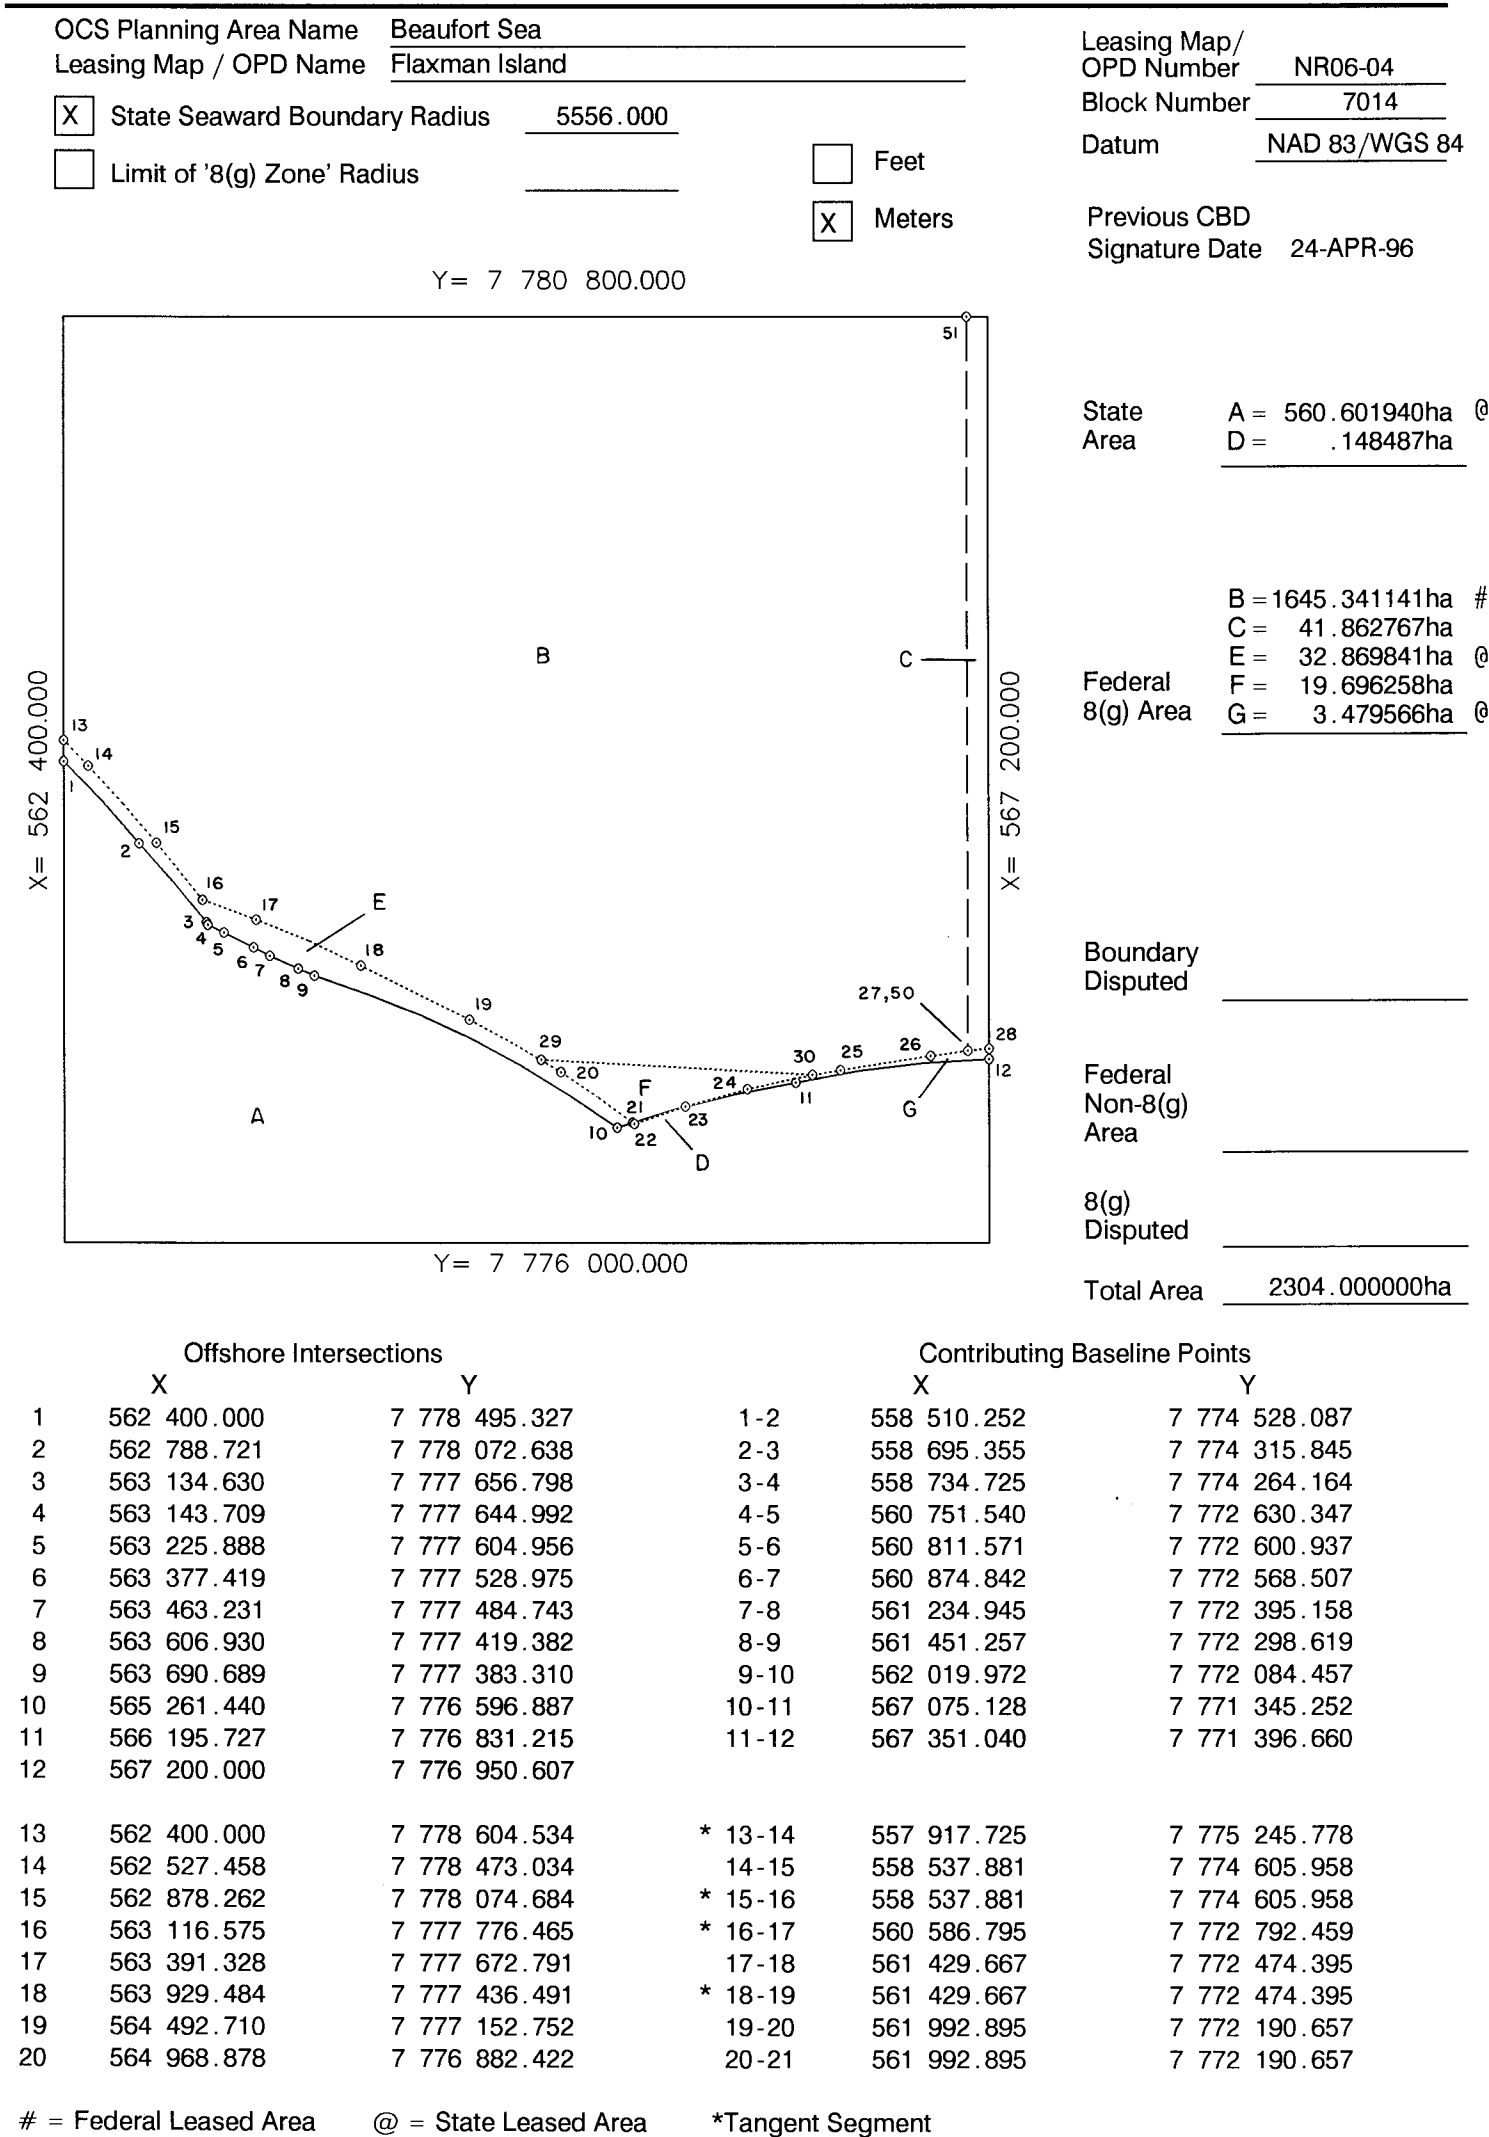 OCS Planning Area Name Beaufort Sea
Leasing Map / OPD Name Flaxman Island
Leasing Map/
OPD Number NR06-04
Block Number 7014
Datum NAD 83/WGS 84
X State Seaward Boundary Radius 5556.000
Limit of '8(g) Zone' Radius
Feet
X Meters
Previous CBD
Signature Date 24-APR-96
Y= 7 780 800.000
51
State Area
A = 560.601940ha @
D = .148487ha
B
C
X= 562 400.000
X= 567 200.000
Federal 8(g) Area
B =1645.341141ha #
C = 41.862767ha
E = 32.869841ha @
F = 19.696258ha
G = 3.479566ha @
13
14
1
15
2
16
17
E
3
4
5
6
7
8
9
18
19
27,50
29
20
F
21
22
10
23
24
11
30
25
26
28
12
G
A
D
Boundary
Disputed
Federal
Non-8(g)
Area
8(g)
Disputed
Total Area 2304.000000ha
Y= 7 776 000.000
Offshore Intersections Contributing Baseline Points
X Y X Y
1 562 400.000 7 778 495.327 1-2 558 510.252 7 774 528.087
2 562 788.721 7 778 072.638 2-3 558 695.355 7 774 315.845
3 563 134.630 7 777 656.798 3-4 558 734.725 7 774 264.164
4 563 143.709 7 777 644.992 4-5 560 751.540 7 772 630.347
5 563 225.888 7 777 604.956 5-6 560 811.571 7 772 600.937
6 563 377.419 7 777 528.975 6-7 560 874.842 7 772 568.507
7 563 463.231 7 777 484.743 7-8 561 234.945 7 772 395.158
8 563 606.930 7 777 419.382 8-9 561 451.257 7 772 298.619
9 563 690.689 7 777 383.310 9-10 562 019.972 7 772 084.457
10 565 261.440 7 776 596.887 10-11 567 075.128 7 771 345.252
11 566 195.727 7 776 831.215 11-12 567 351.040 7 771 396.660
12 567 200.000 7 776 950.607
13 562 400.000 7 778 604.534 * 13-14 557 917.725 7 775 245.778
14 562 527.458 7 778 473.034 14-15 558 537.881 7 774 605.958
15 562 878.262 7 778 074.684 * 15-16 558 537.881 7 774 605.958
16 563 116.575 7 777 776.465 * 16-17 560 586.795 7 772 792.459
17 563 391.328 7 777 672.791 17-18 561 429.667 7 772 474.395
18 563 929.484 7 777 436.491 * 18-19 561 429.667 7 772 474.395
19 564 492.710 7 777 152.752 19-20 561 992.895 7 772 190.657
20 564 968.878 7 776 882.422 20-21 561 992.895 7 772 190.657
# = Federal Leased Area @ = State Leased Area *Tangent Segment